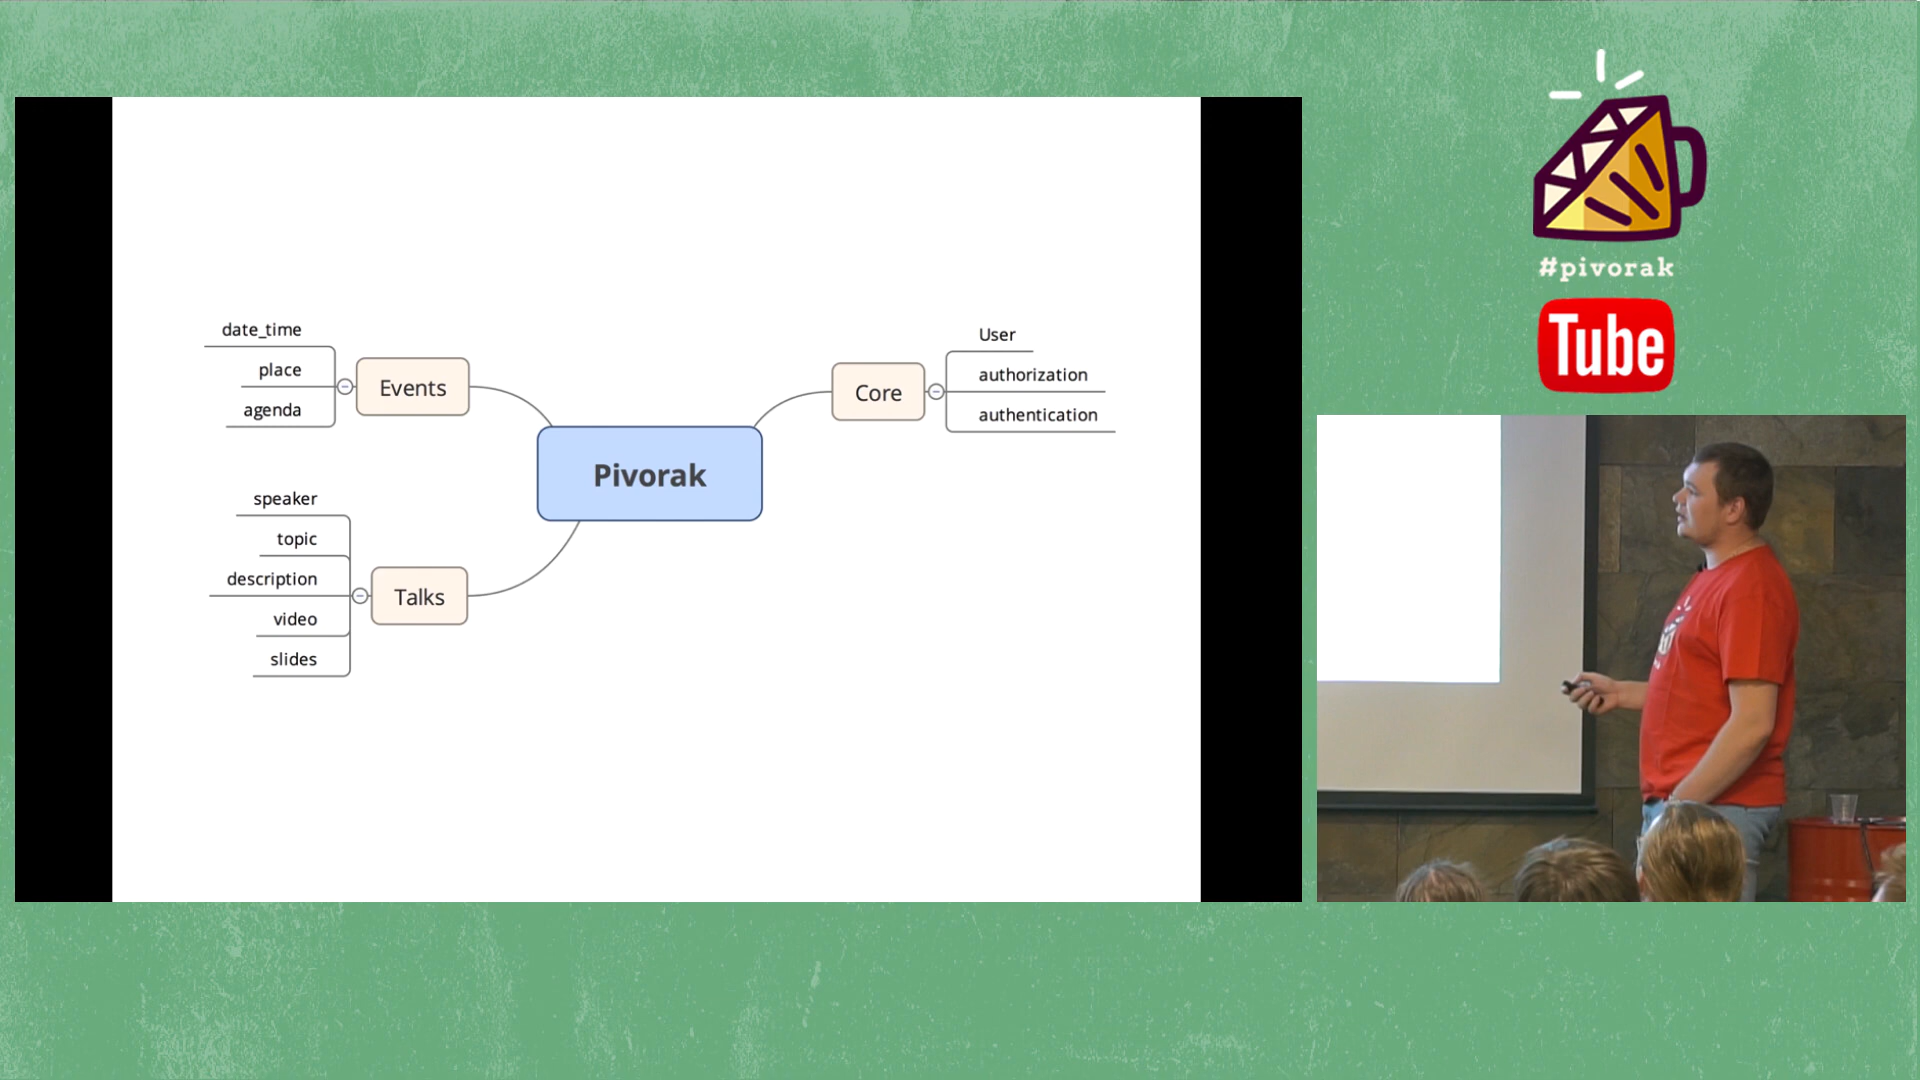 date_time
place
agenda
Events
speaker
topic
description
video
slides
Talks
Pivorak
Core
User
authorization
authentication
#pivorak
Tube